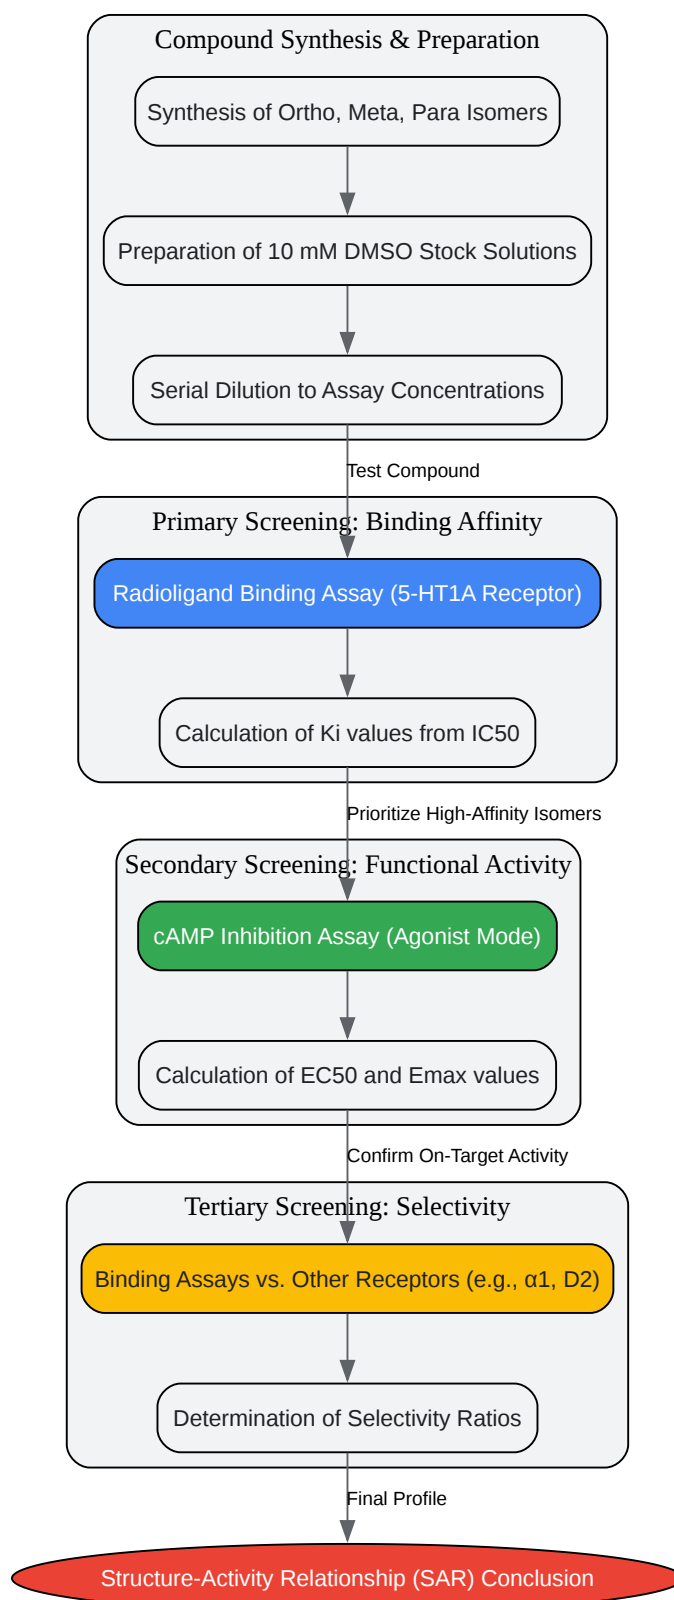 Compound Synthesis & Preparation
Synthesis of Ortho, Meta, Para Isomers
Preparation of 10 mM DMSO Stock Solutions
Serial Dilution to Assay Concentrations
Test Compound
Primary Screening: Binding Affinity
Radioligand Binding Assay (5-HT1A Receptor)
Calculation of Ki values from IC50
Prioritize High-Affinity Isomers
Secondary Screening: Functional Activity
cAMP Inhibition Assay (Agonist Mode)
Calculation of EC50 and Emax values
Confirm On-Target Activity
Tertiary Screening: Selectivity
Binding Assays vs. Other Receptors (e.g., α1, D2)
Determination of Selectivity Ratios
Final Profile
Structure-Activity Relationship (SAR) Conclusion